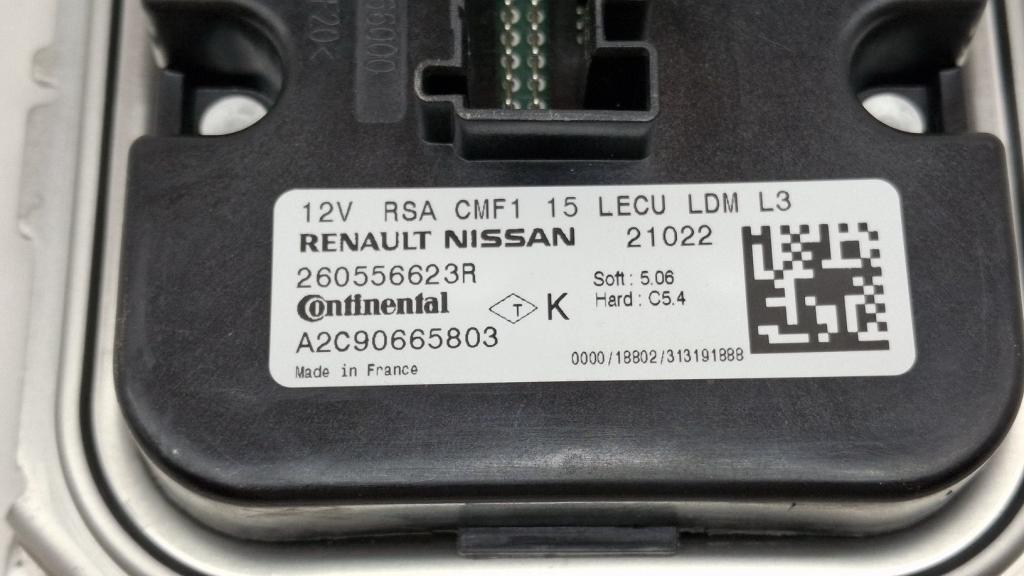 12V RSA CMF1 15 LECU LDM L3
RENAULT NISSAN 21022
260556623R
Soft : 5.06
Continental T K Hard : C5.4
A2C90665803
0000/18802/313191888
Made in France